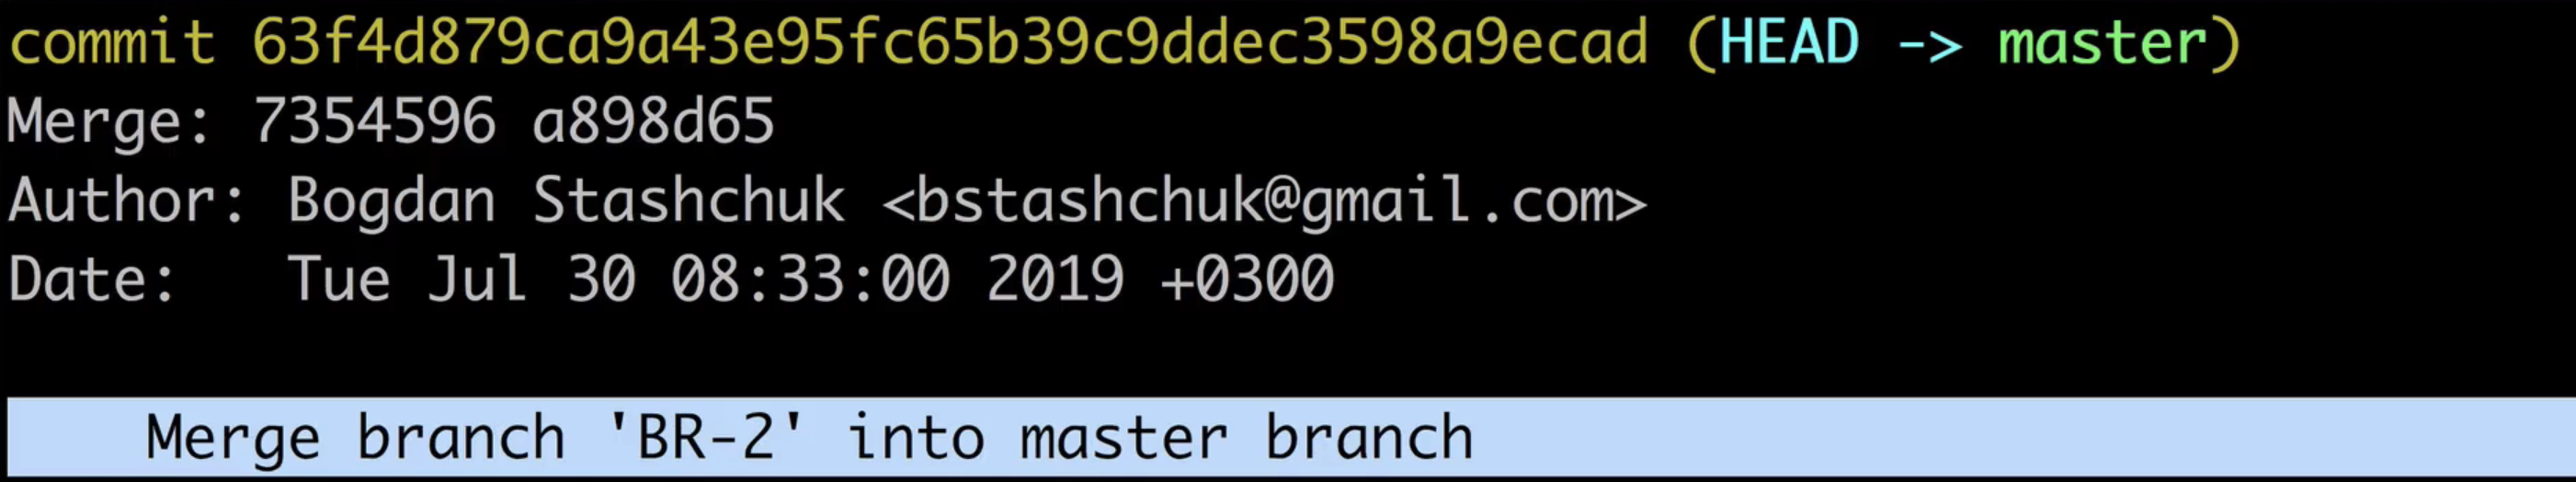 commit 63f4d879ca9a43e95fc65b39c9ddec3598a9ecad (HEAD -> master)
Merge: 7354596 a898d65
Author: Bogdan Stashchuk <bstashchuk@gmail.com>
Date:   Tue Jul 30 08:33:00 2019 +0300
Merge branch 'BR-2' into master branch